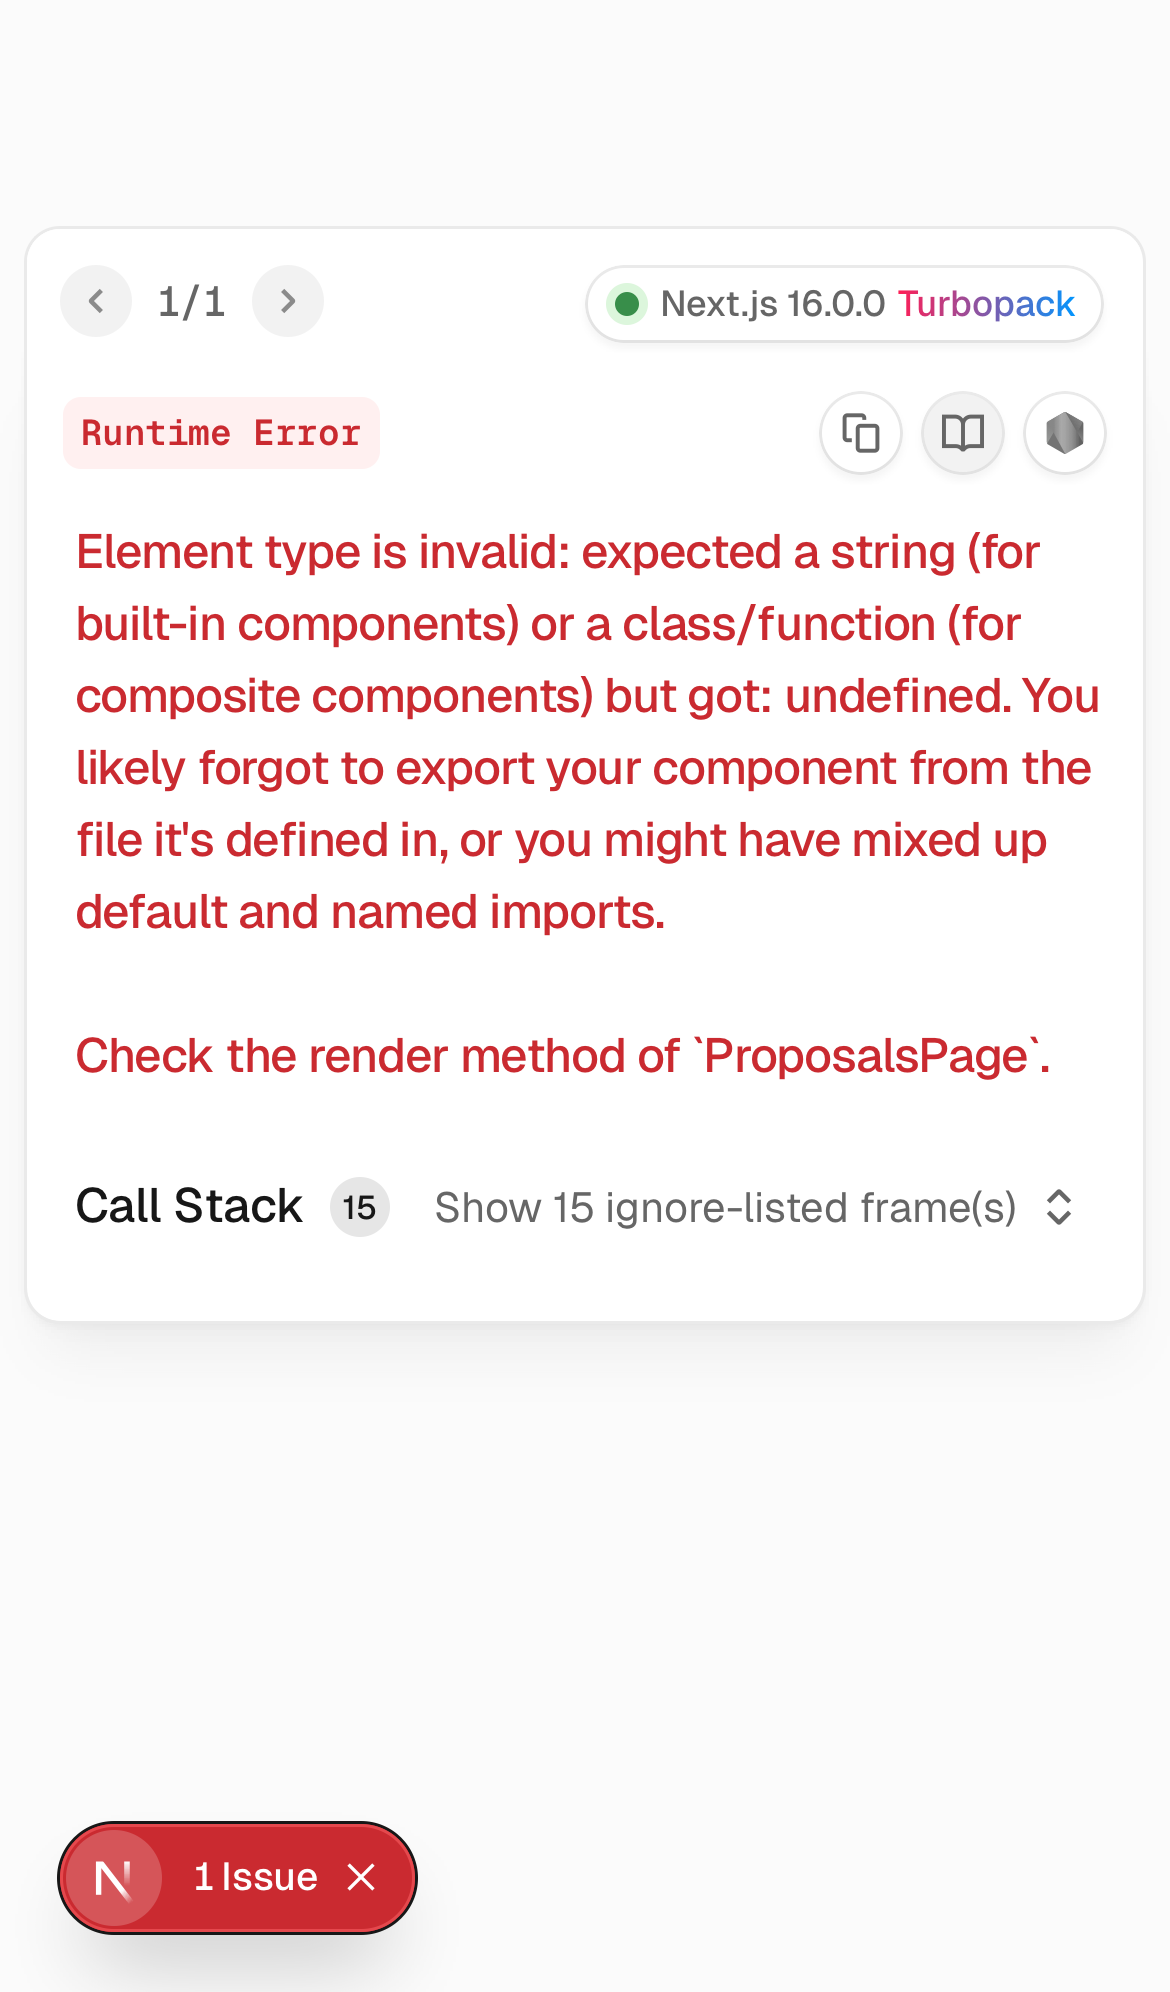 1/1
Next.js 16.0.0 Turbopack
Runtime Error
Element type is invalid: expected a string (for
built-in components) or a class/function (for
composite components) but got: undefined. You
likely forgot to export your component from the
file it's defined in, or you might have mixed up
default and named imports.
Check the render method of `ProposalsPage`.
Call Stack 15 Show 15 ignore-listed frame(s)
N 1 Issue